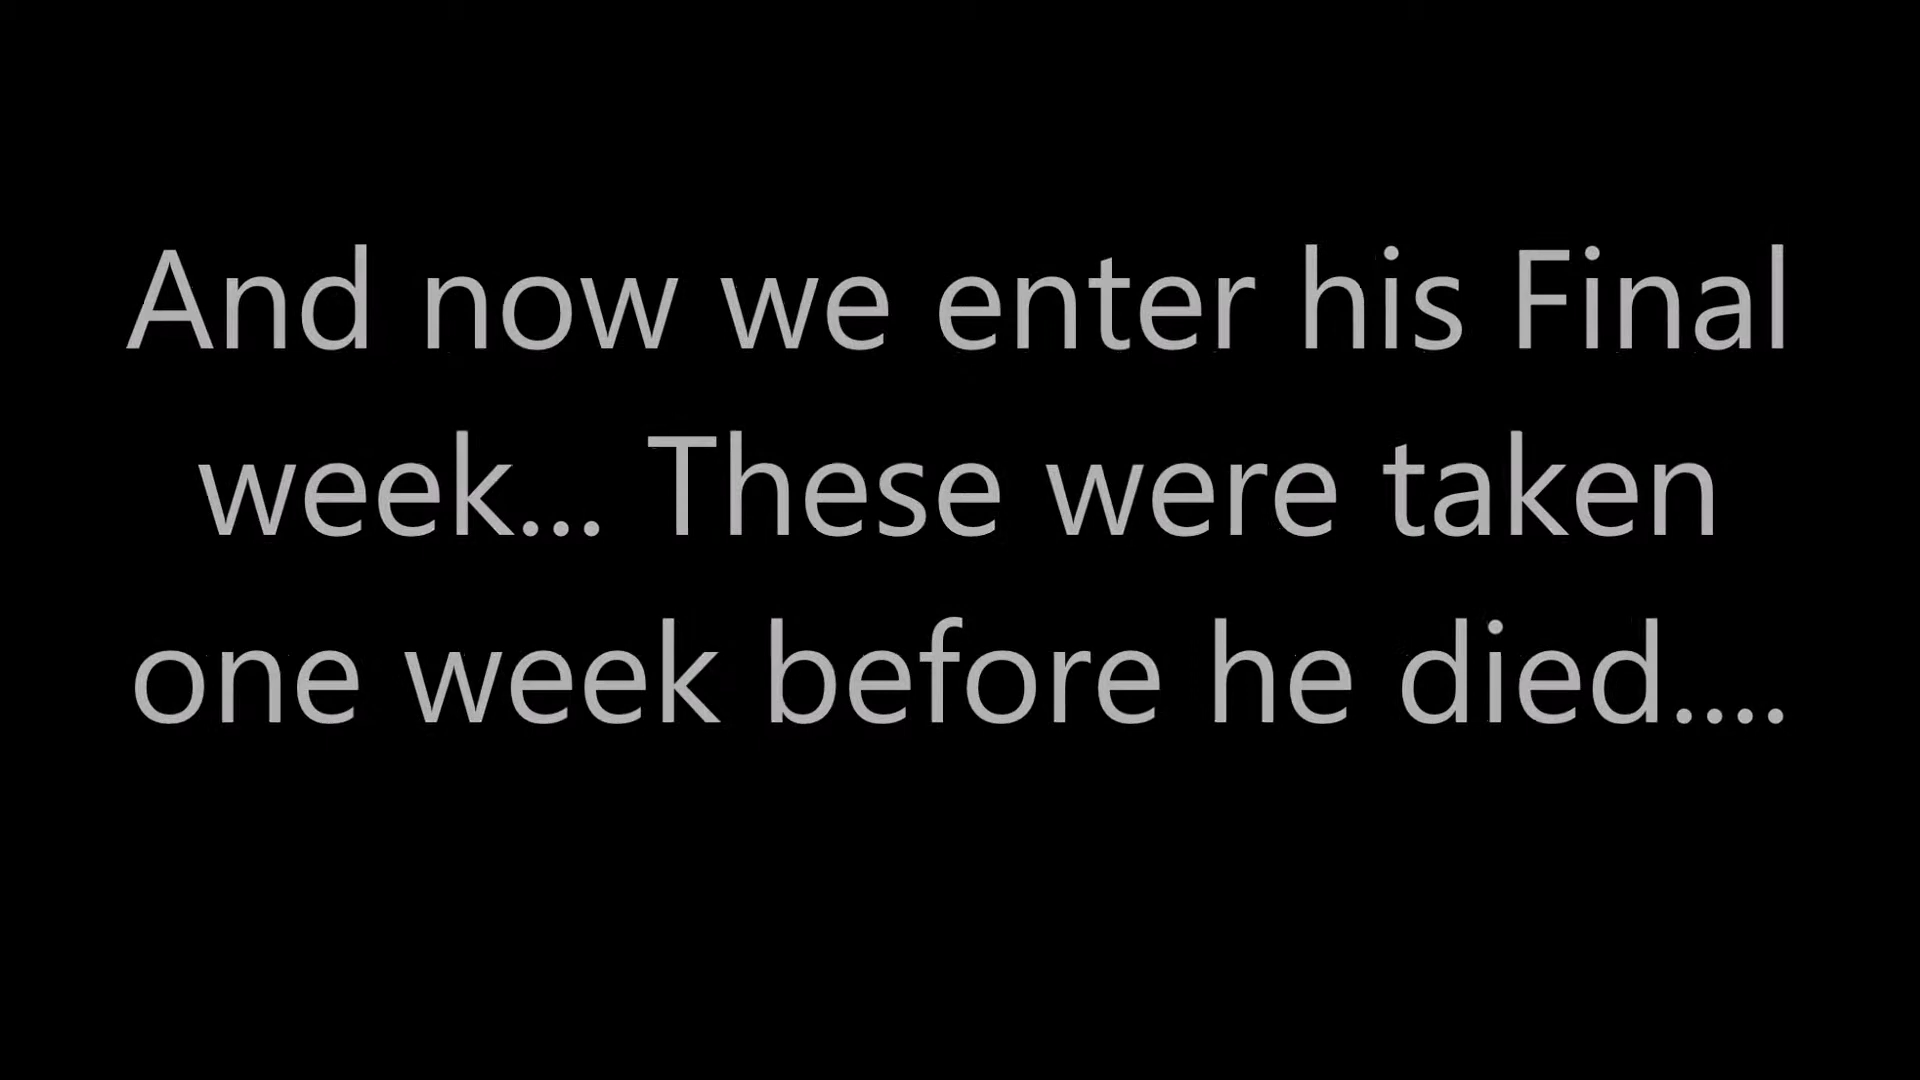 And now we enter his Final
week... These were taken
one week before he died....